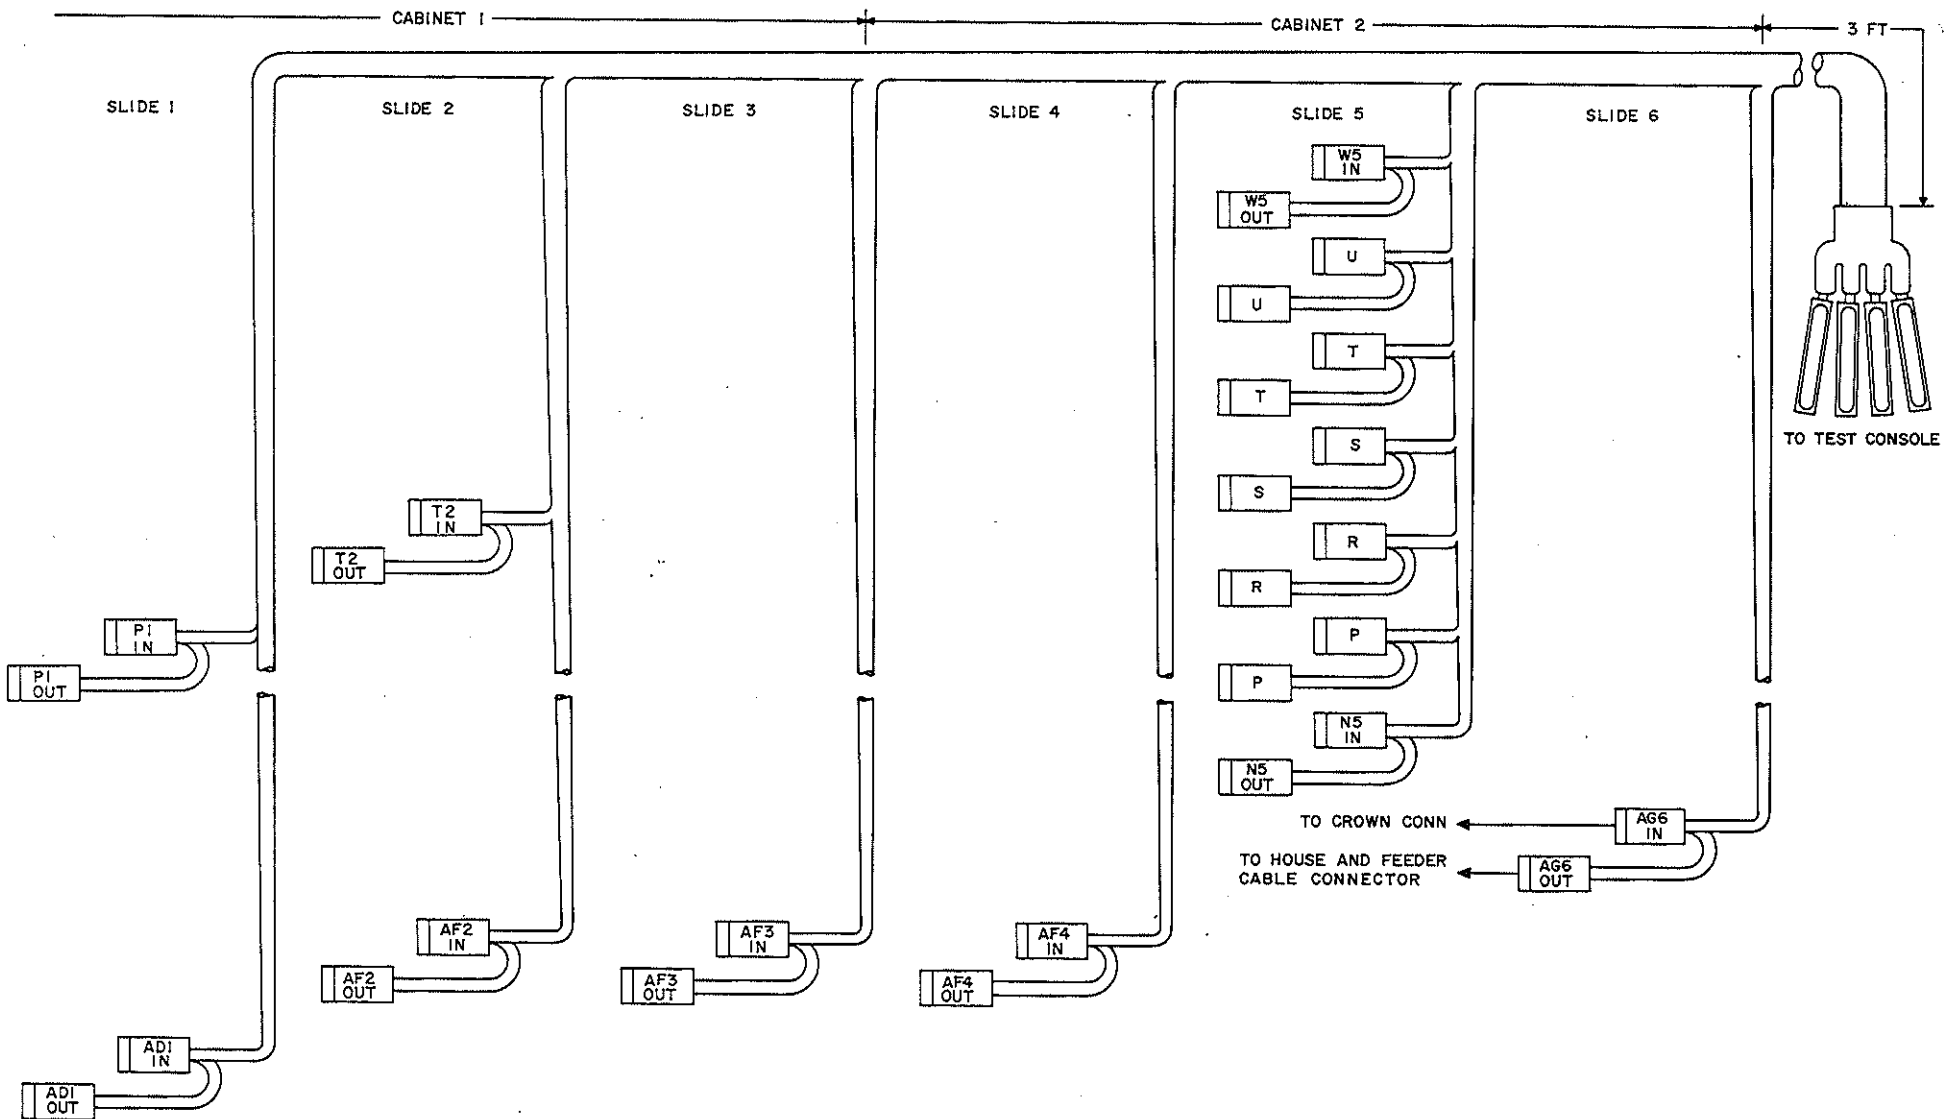 CABINET 1
CABINET 2
3 FT
SLIDE 1
SLIDE 2
SLIDE 3
SLIDE 4
SLIDE 5
SLIDE 6
W5
IN
W5
OUT
U
U
T
T
S
S
R
R
P
P
N5
IN
N5
OUT
TO TEST CONSOLE
T2
IN
T2
OUT
P1
IN
P1
OUT
TO CROWN CONN
AG6
IN
TO HOUSE AND FEEDER
CABLE CONNECTOR
AG6
OUT
AF2
IN
AF2
OUT
AF3
IN
AF3
OUT
AF4
IN
AF4
OUT
AD1
IN
AD1
OUT